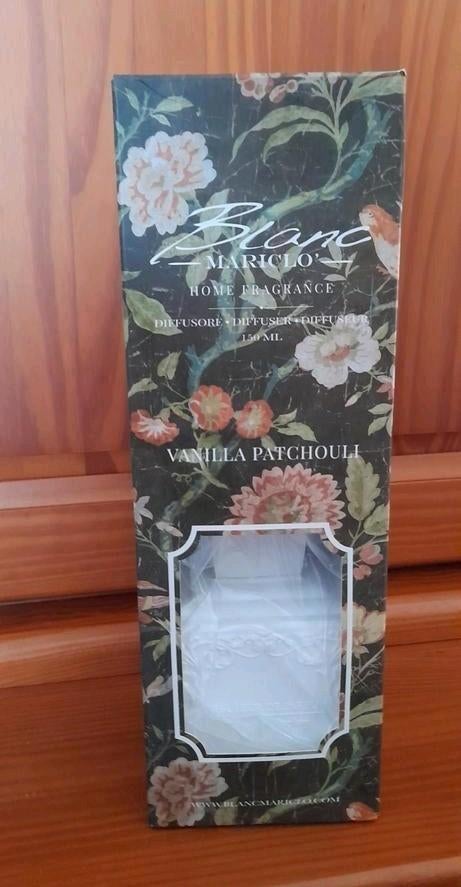 Blanc
MARICLO'
HOME FRAGRANCE
DIFFUSORE • DIFFUSER • DIFFUSEUR
150 ML
VANILLA PATCHOULI
WWW.BLANCMARICLO.COM